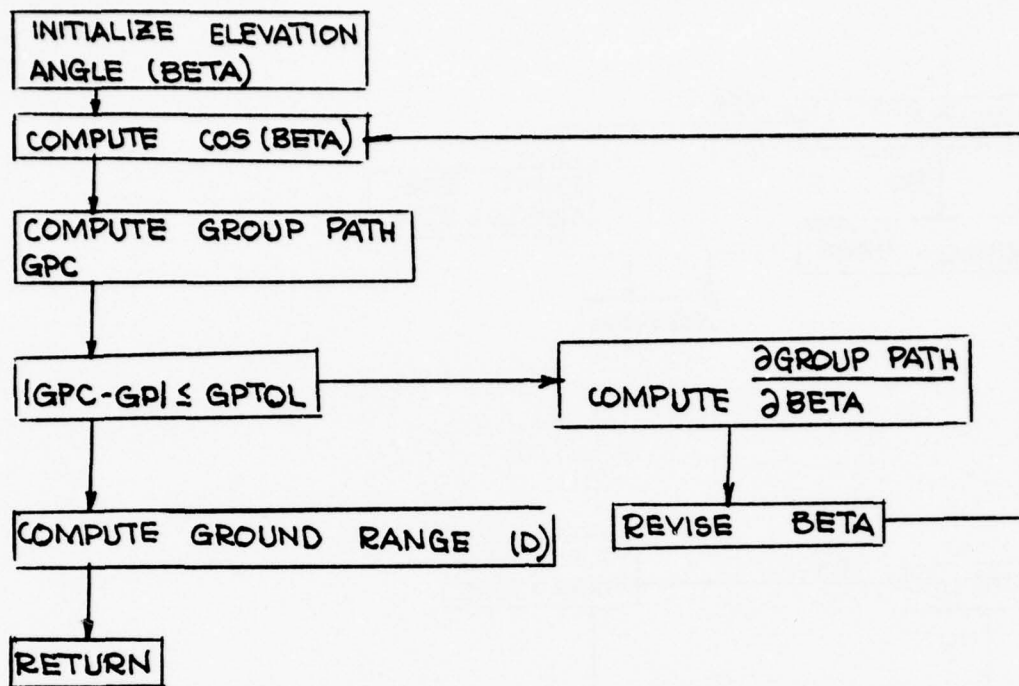 INITIALIZE ELEVATION
ANGLE (BETA)
COMPUTE COS (BETA)
COMPUTE GROUP PATH
GPC
|GPC-GP| ≤ GPTOL
∂GROUP PATH
COMPUTE ∂BETA
COMPUTE GROUND RANGE (D)
REVISE BETA
RETURN